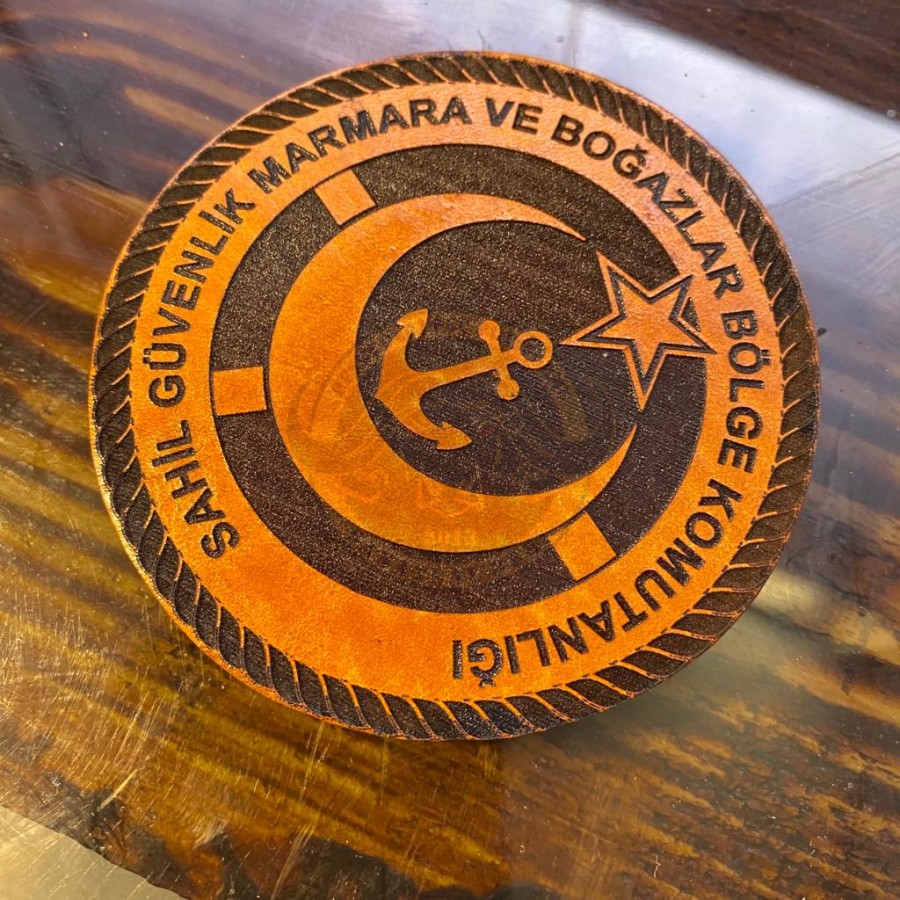 SAHİL GÜVENLİK MARMARA VE BOĞAZLAR BÖLGE KOMUTANLIĞI